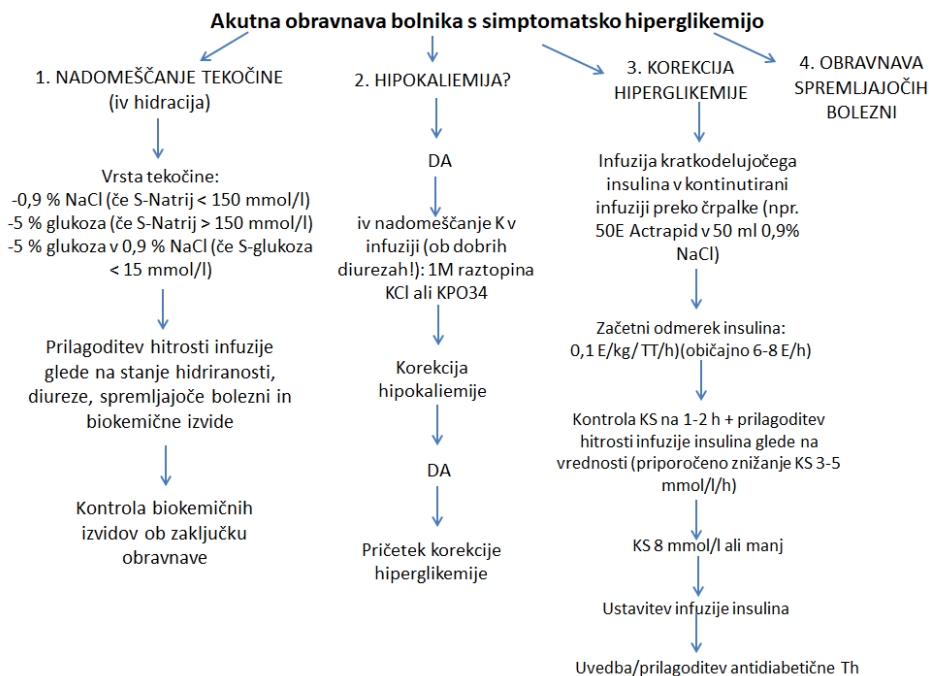 Akutna obravnava bolnika s simptomatsko hiperglikemijo
1. NADOMEŠČANJE TEKOČINE
(iv hidracija)
Vrsta tekočine:
-0,9 % NaCl (če S-Natrij < 150 mmol/l)
-5 % glukoza (če S-Natrij > 150 mmol/l)
-5 % glukoza v 0,9 % NaCl (če S-glukoza
< 15 mmol/l)
Prilagoditev hitrosti infuzije
glede na stanje hidriranosti,
diureze, spremljajoče bolezni in
biokemične izvide
Kontrola biokemičnih
izvidov ob zaključku
obravnave
2. HIPOKALIEMIJA?
DA
iv nadomeščanje K v
infuziji (ob dobrih
diurezah!): 1M raztopina
KCl ali KPO34
Korekcija
hipokaliemije
DA
Pričetek korekcije
hiperglikemije
3. KOREKCIJA
HIPERGLIKEMIJE
Infuzija kratkodelujočega
insulina v kontinutirani
infuziji preko črpalke (npr.
50E Actrapid v 50 ml 0,9%
NaCl)
Začetni odmerek insulina:
0,1 E/kg/ TT/h)(običajno 6-8 E/h)
Kontrola KS na 1-2 h + prilagoditev
hitrosti infuzije insulina glede na
vrednosti (priporočeno znižanje KS 3-5
mmol/l/h)
KS 8 mmol/l ali manj
Ustavitev infuzije insulina
Uvedba/prilagoditev antidiabetične Th
4. OBRAVNAVA
SPREMLJAJOČIH
BOLEZNI